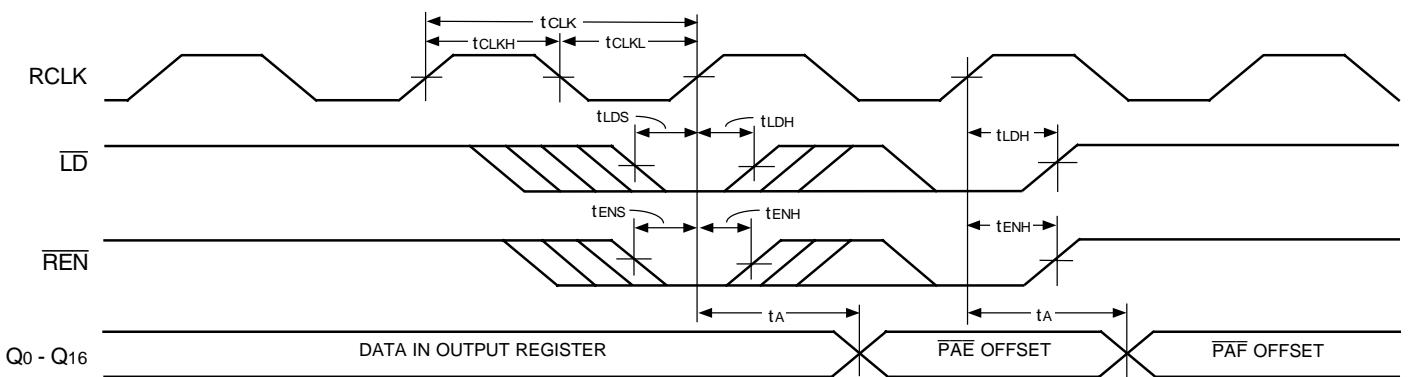 tCLK
tCLKH tCLKL
RCLK
tLDS tLDH tLDH
LD
tENS tENH tENH
REN
tA tA
Q0 - Q16 DATA IN OUTPUT REGISTER PAE OFFSET PAF OFFSET